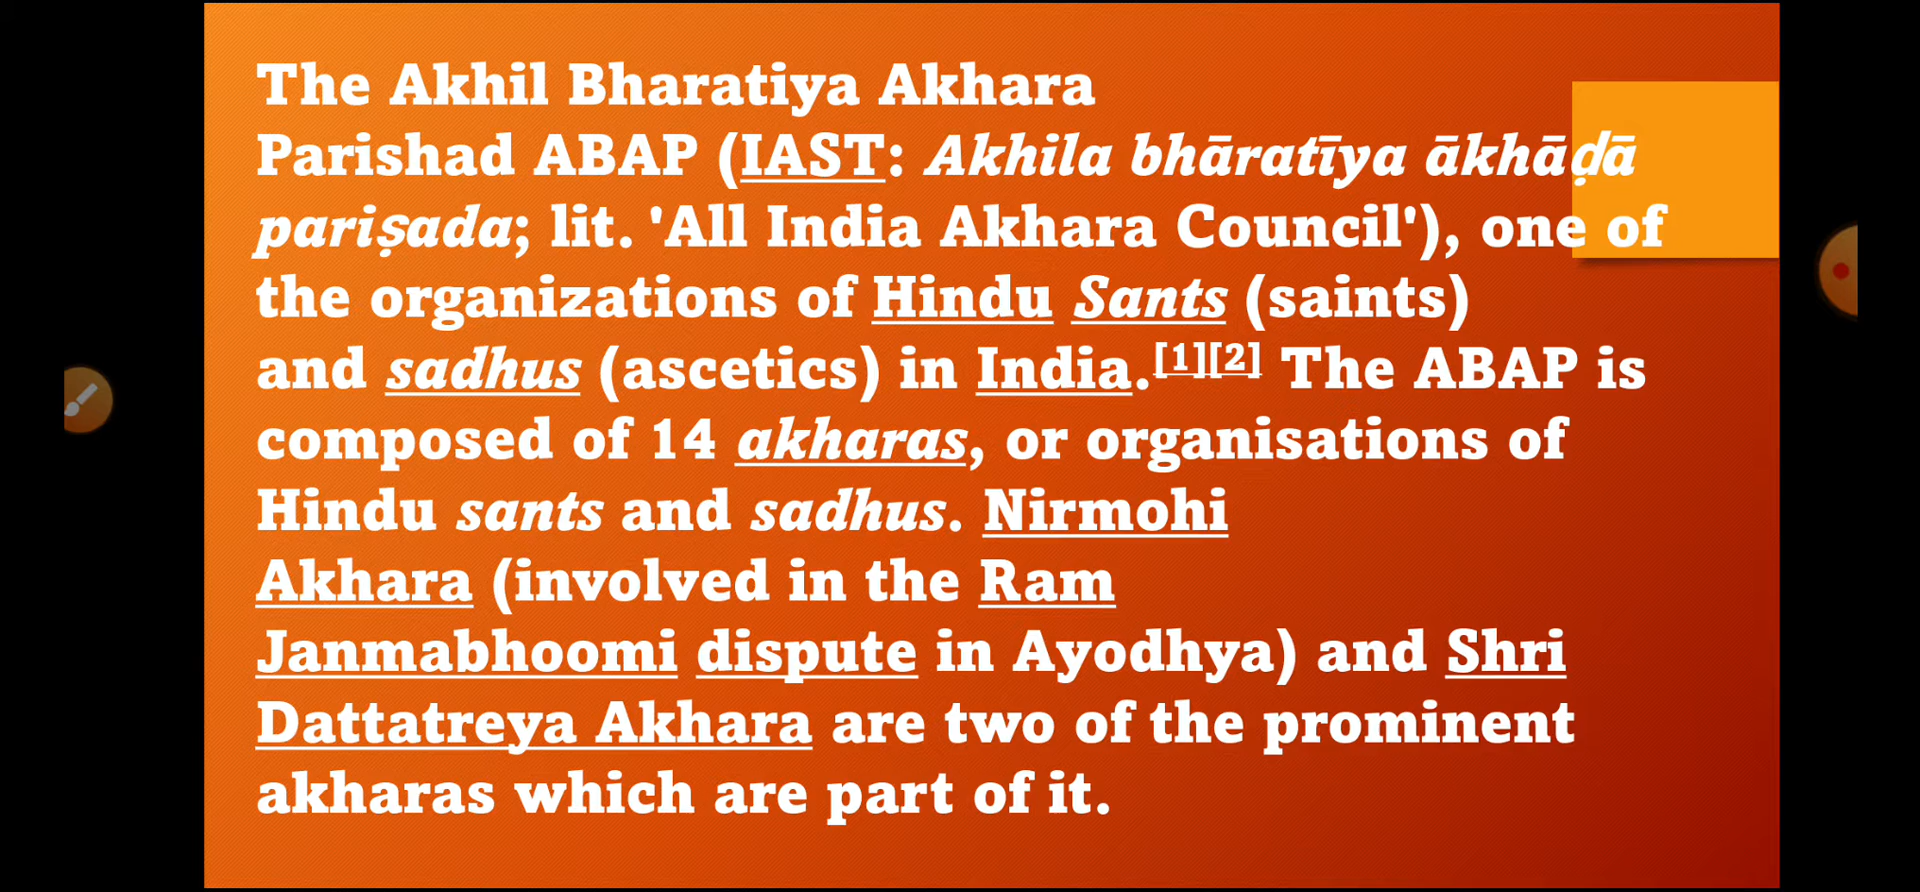 The Akhil Bharatiya Akhara
Parishad ABAP (IAST: Akhila bhāratīya ākhāḍā
pariṣada; lit. 'All India Akhara Council'), one of
the organizations of Hindu Sants (saints)
and sadhus (ascetics) in India.[1][2] The ABAP is
composed of 14 akharas, or organisations of
Hindu sants and sadhus. Nirmohi
Akhara (involved in the Ram
Janmabhoomi dispute in Ayodhya) and Shri
Dattatreya Akhara are two of the prominent
akharas which are part of it.